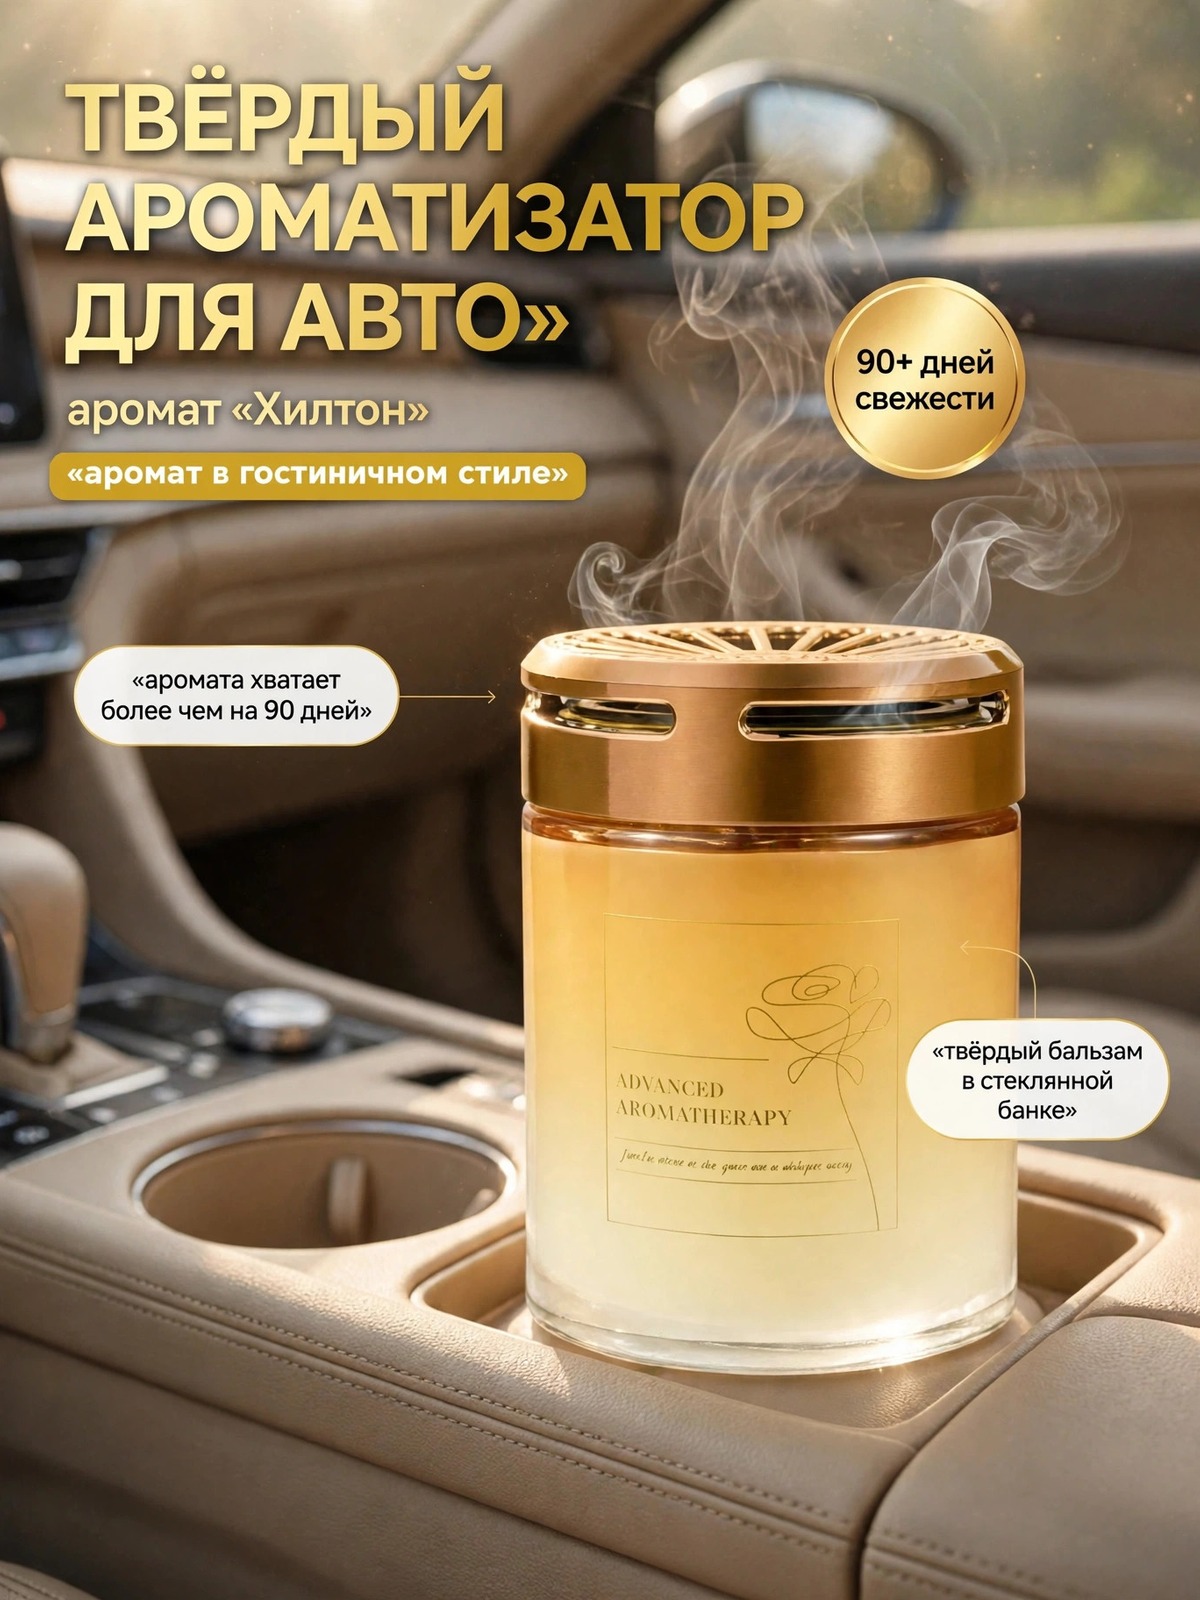 ТВЁРДЫЙ
АРОМАТИЗАТОР
ДЛЯ АВТО»
аромат «Хилтон»
«аромат в гостиничном стиле»
90+ дней
свежести
«аромата хватает
более чем на 90 дней»
«твёрдый бальзам
в стеклянной
банке»
ADVANCED
AROMATHERAPY